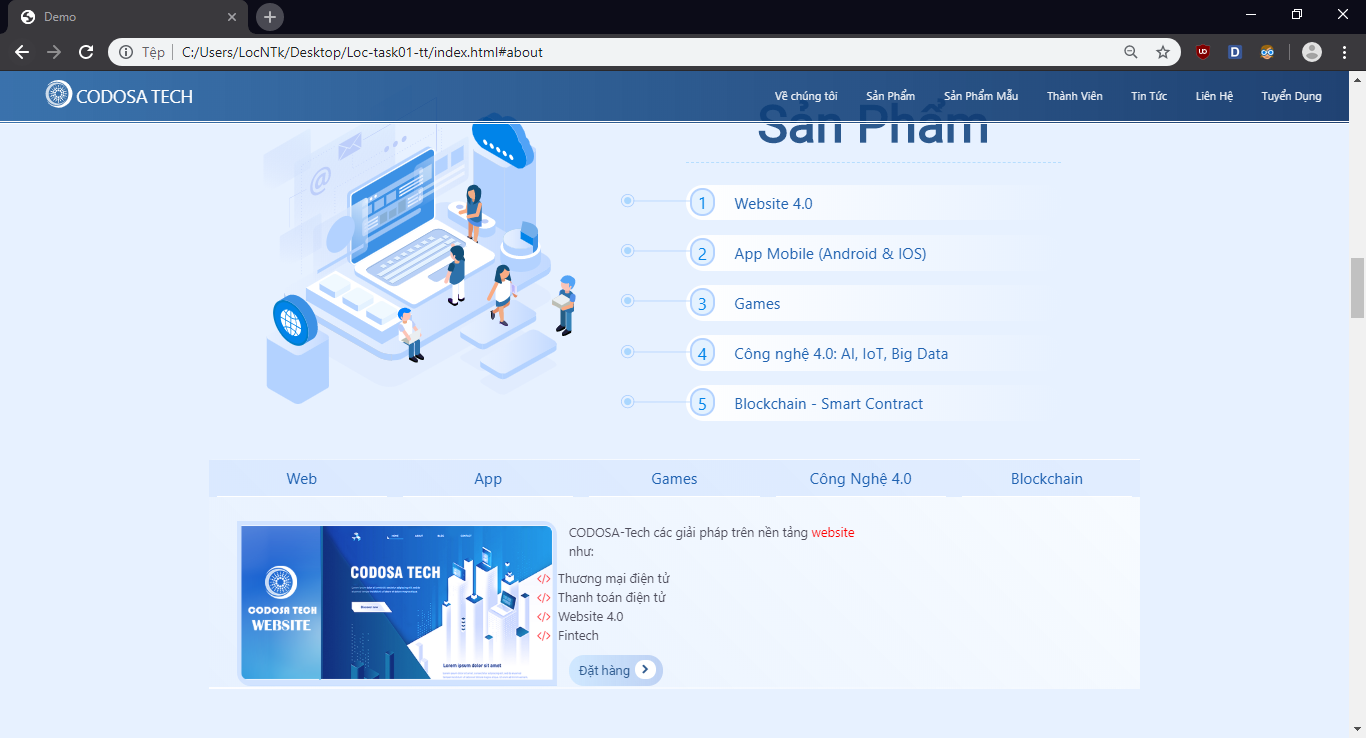 Demo
Tệp
C:/Users/LocNTk/Desktop/Loc-task01-tt/index.html#about
CODOSA TECH
Về chúng tôi
Sản Phẩm
Sản Phẩm Mẫu
Thành Viên
Tin Tức
Liên Hệ
Tuyển Dụng
Sản Phẩm
1 Website 4.0
2 App Mobile (Android & IOS)
3 Games
4 Công nghệ 4.0: AI, IoT, Big Data
5 Blockchain - Smart Contract
Web
App
Games
Công Nghệ 4.0
Blockchain
CODOSA TECH
WEBSITE
HOME
ABOUT
BLOG
CONTACT
CODOSA TECH
Lorem ipsum dolor sit amet
CODOSA-Tech các giải pháp trên nền tảng website
như:
</> Thương mại điện tử
</> Thanh toán điện tử
</> Website 4.0
</> Fintech
Đặt hàng